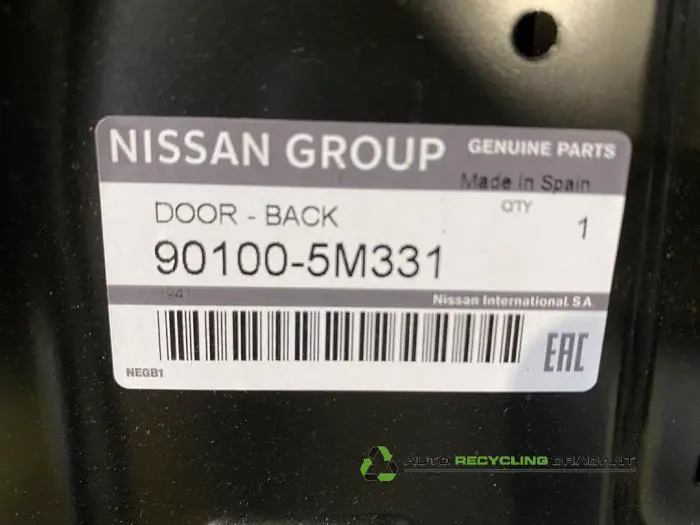 NISSAN GROUP GENUINE PARTS
Made in Spain
DOOR - BACK QTY 1
90100-5M331
Nissan International. S.A.
NEGB1
EAC
AUTO RECYCLING BRABANT